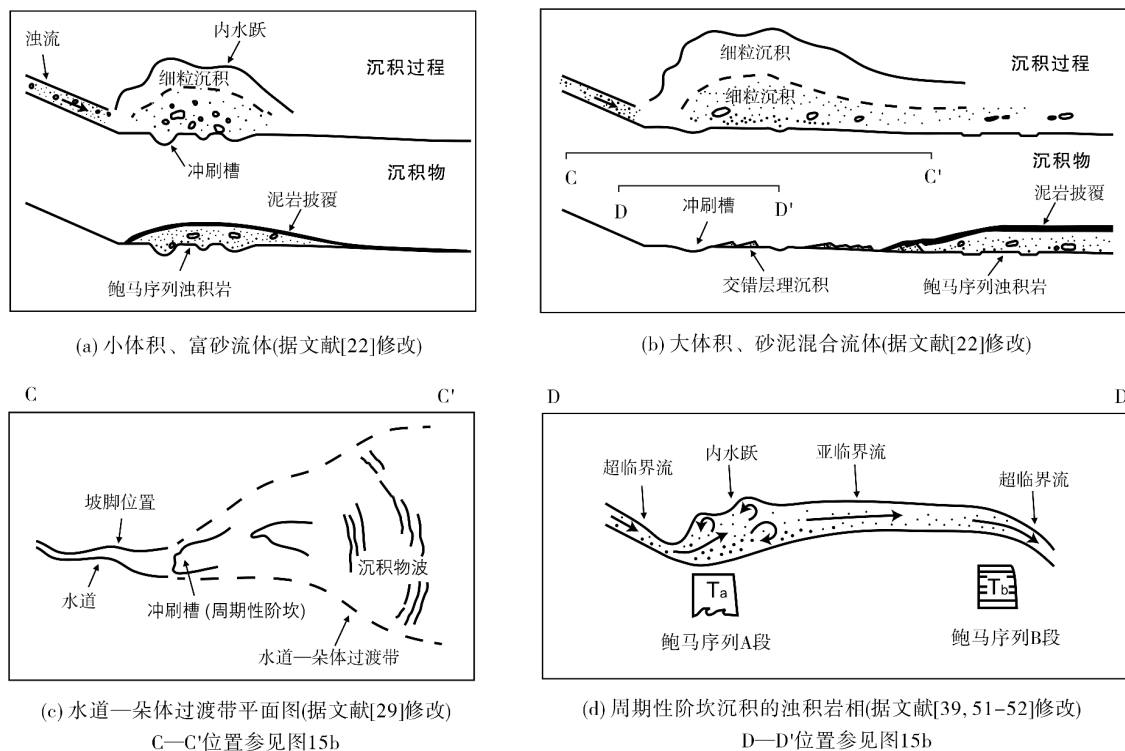 浊流
内水跃
细粒沉积
沉积过程
冲刷槽
沉积物
泥岩披覆
鲍马序列浊积岩
(a) 小体积、富砂流体(据文献[22]修改)
细粒沉积
沉积过程
细粒沉积
沉积物
C
C'
泥岩披覆
D
冲刷槽
D'
交错层理沉积
鲍马序列浊积岩
(b) 大体积、砂泥混合流体(据文献[22]修改)
C
C'
坡脚位置
水道
冲刷槽 (周期性阶坎)
沉积物波
水道—朵体过渡带
(c) 水道—朵体过渡带平面图(据文献[29]修改)
C—C'位置参见图15b
D
D
超临界流
内水跃
亚临界流
超临界流
Ta
Tb
鲍马序列A段
鲍马序列B段
(d) 周期性阶坎沉积的浊积岩相(据文献[39, 51-52]修改)
D—D'位置参见图15b